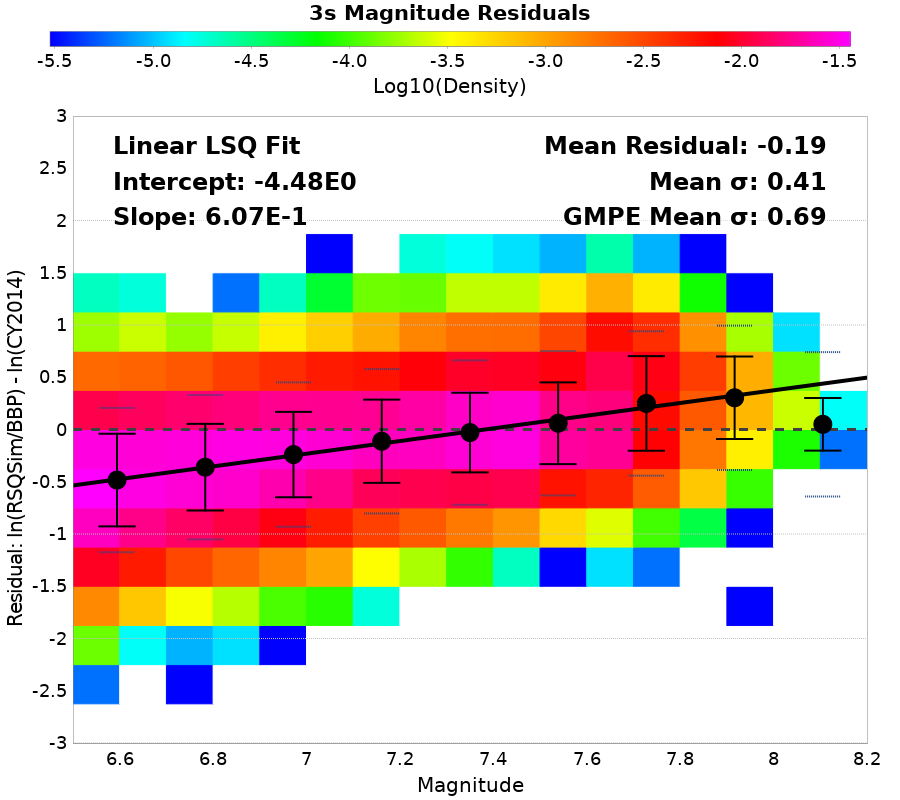 3s Magnitude Residuals
-5.5 -5.0 -4.5 -4.0 -3.5 -3.0 -2.5 -2.0 -1.5
Log10(Density)
Linear LSQ Fit
Intercept: -4.48E0
Slope: 6.07E-1
Mean Residual: -0.19
Mean σ: 0.41
GMPE Mean σ: 0.69
Residual: ln(RSQSim/BBP) - ln(CY2014)
3
2.5
2
1.5
1
0.5
0
-0.5
-1
-1.5
-2
-2.5
-3
6.6 6.8 7 7.2 7.4 7.6 7.8 8 8.2
Magnitude